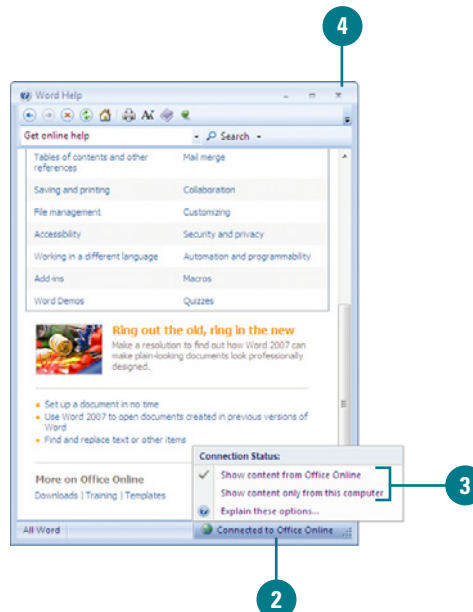 4
Word Help
Get online help
Search
Tables of contents and other references
Mail merge
Saving and printing
Collaboration
File management
Customizing
Accessibility
Security and privacy
Working in a different language
Automation and programmability
Add-ins
Macros
Word Demos
Quizzes
Ring out the old, ring in the new
Make a resolution to find out how Word 2007 can
make plain-looking documents look professionally
designed.
Set up a document in no time
Use Word 2007 to open documents created in previous versions of
Word
Find and replace text or other items
Connection Status:
Show content from Office Online
Show content only from this computer
3
More on Office Online
Downloads | Training | Templates
Explain these options...
All Word
Connected to Office Online
2